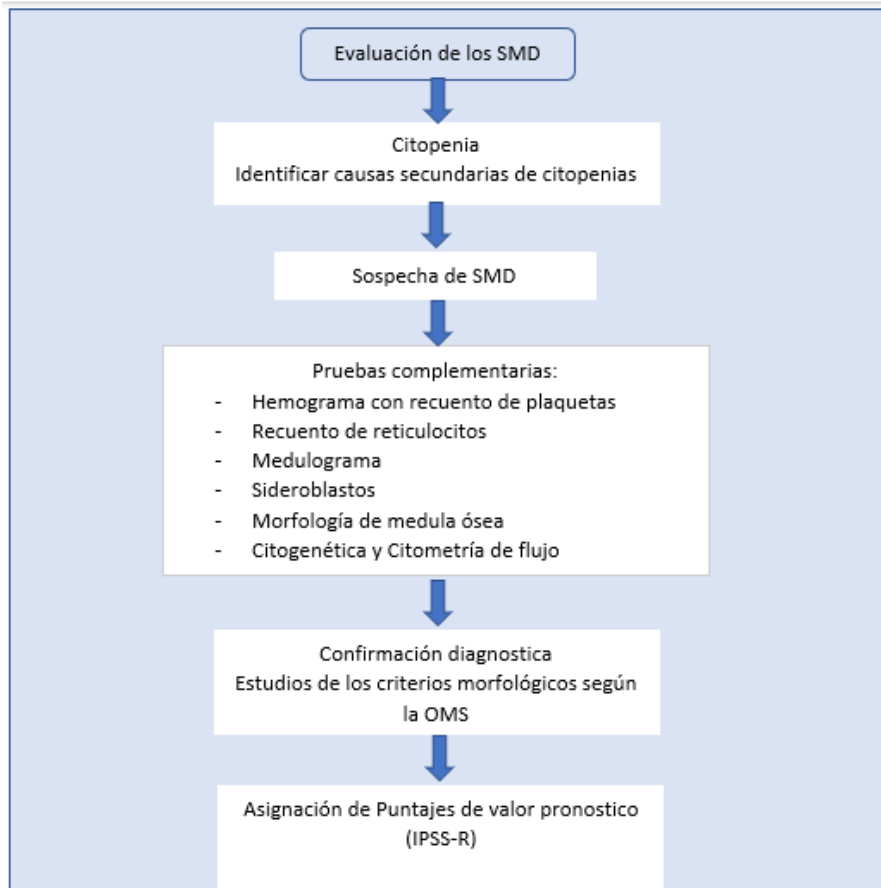 Evaluación de los SMD
Citopenia
Identificar causas secundarias de citopenias
Sospecha de SMD
Pruebas complementarias:
- Hemograma con recuento de plaquetas
- Recuento de reticulocitos
- Medulograma
- Sideroblastos
- Morfología de medula ósea
- Citogenética y Citometría de flujo
Confirmación diagnostica
Estudios de los criterios morfológicos según
la OMS
Asignación de Puntajes de valor pronostico
(IPSS-R)